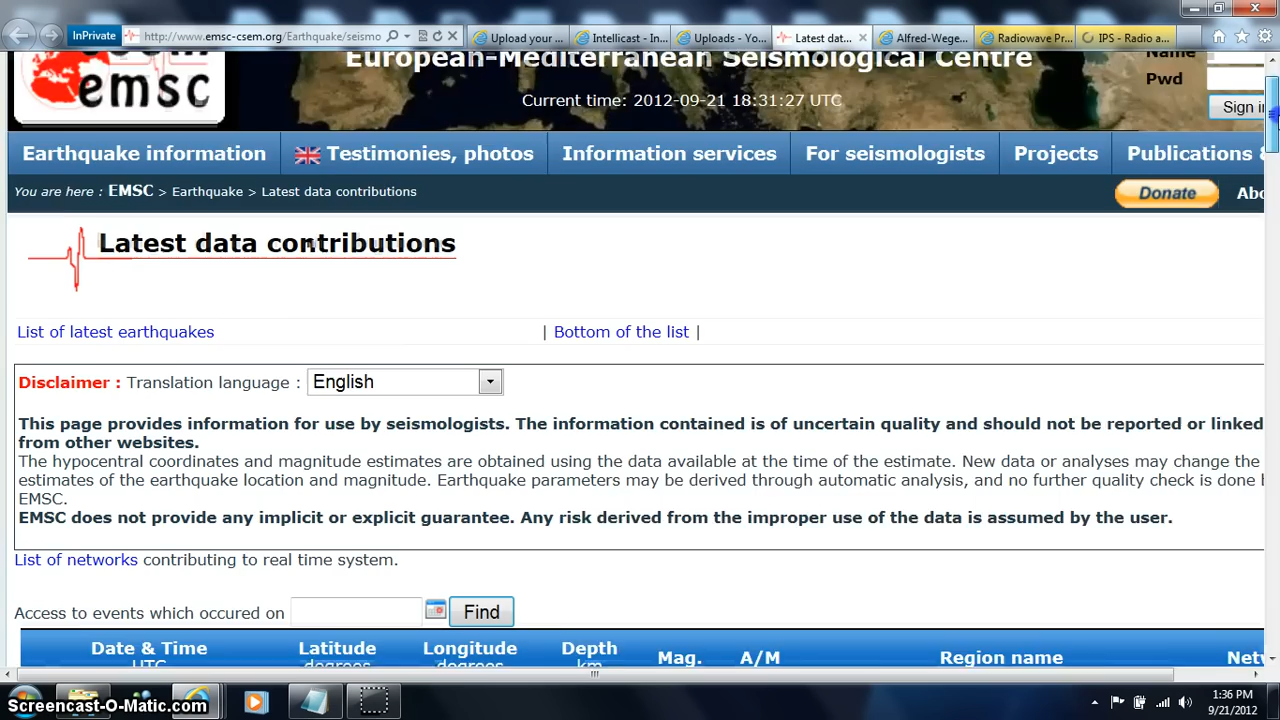 InPrivate
http://www.emsc-csem.org/Earthquake/seismo
Upload your ...
Intellicast - In...
Uploads - Yo...
Latest dat...
Alfred-Wege...
Radiowave Pr...
IPS - Radio a...
emsc
European-Mediterranean Seismological Centre
Current time: 2012-09-21 18:31:27 UTC
Name
Pwd
Sign in
Earthquake information
Testimonies, photos
Information services
For seismologists
Projects
Publications &
You are here : EMSC > Earthquake > Latest data contributions
Donate
Abo
Latest data contributions
List of latest earthquakes
| Bottom of the list |
Disclaimer : Translation language : English
This page provides information for use by seismologists. The information contained is of uncertain quality and should not be reported or linked
from other websites.
The hypocentral coordinates and magnitude estimates are obtained using the data available at the time of the estimate. New data or analyses may change the
estimates of the earthquake location and magnitude. Earthquake parameters may be derived through automatic analysis, and no further quality check is done
EMSC.
EMSC does not provide any implicit or explicit guarantee. Any risk derived from the improper use of the data is assumed by the user.
List of networks contributing to real time system.
Access to events which occured on
Find
Date & Time
UTC
Latitude
degrees
Longitude
degrees
Depth
km
Mag.
A/M
Region name
Netw
Screencast-O-Matic.com
1:36 PM
9/21/2012